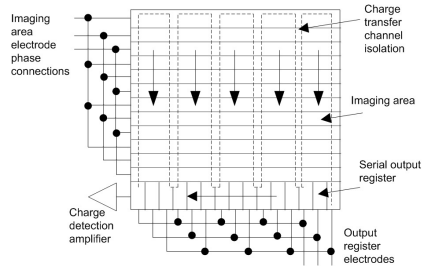 Imaging
area
electrode
phase
connections
Charge
transfer
channel
isolation
Imaging area
Serial output
register
Charge
detection
amplifier
Output
register
electrodes